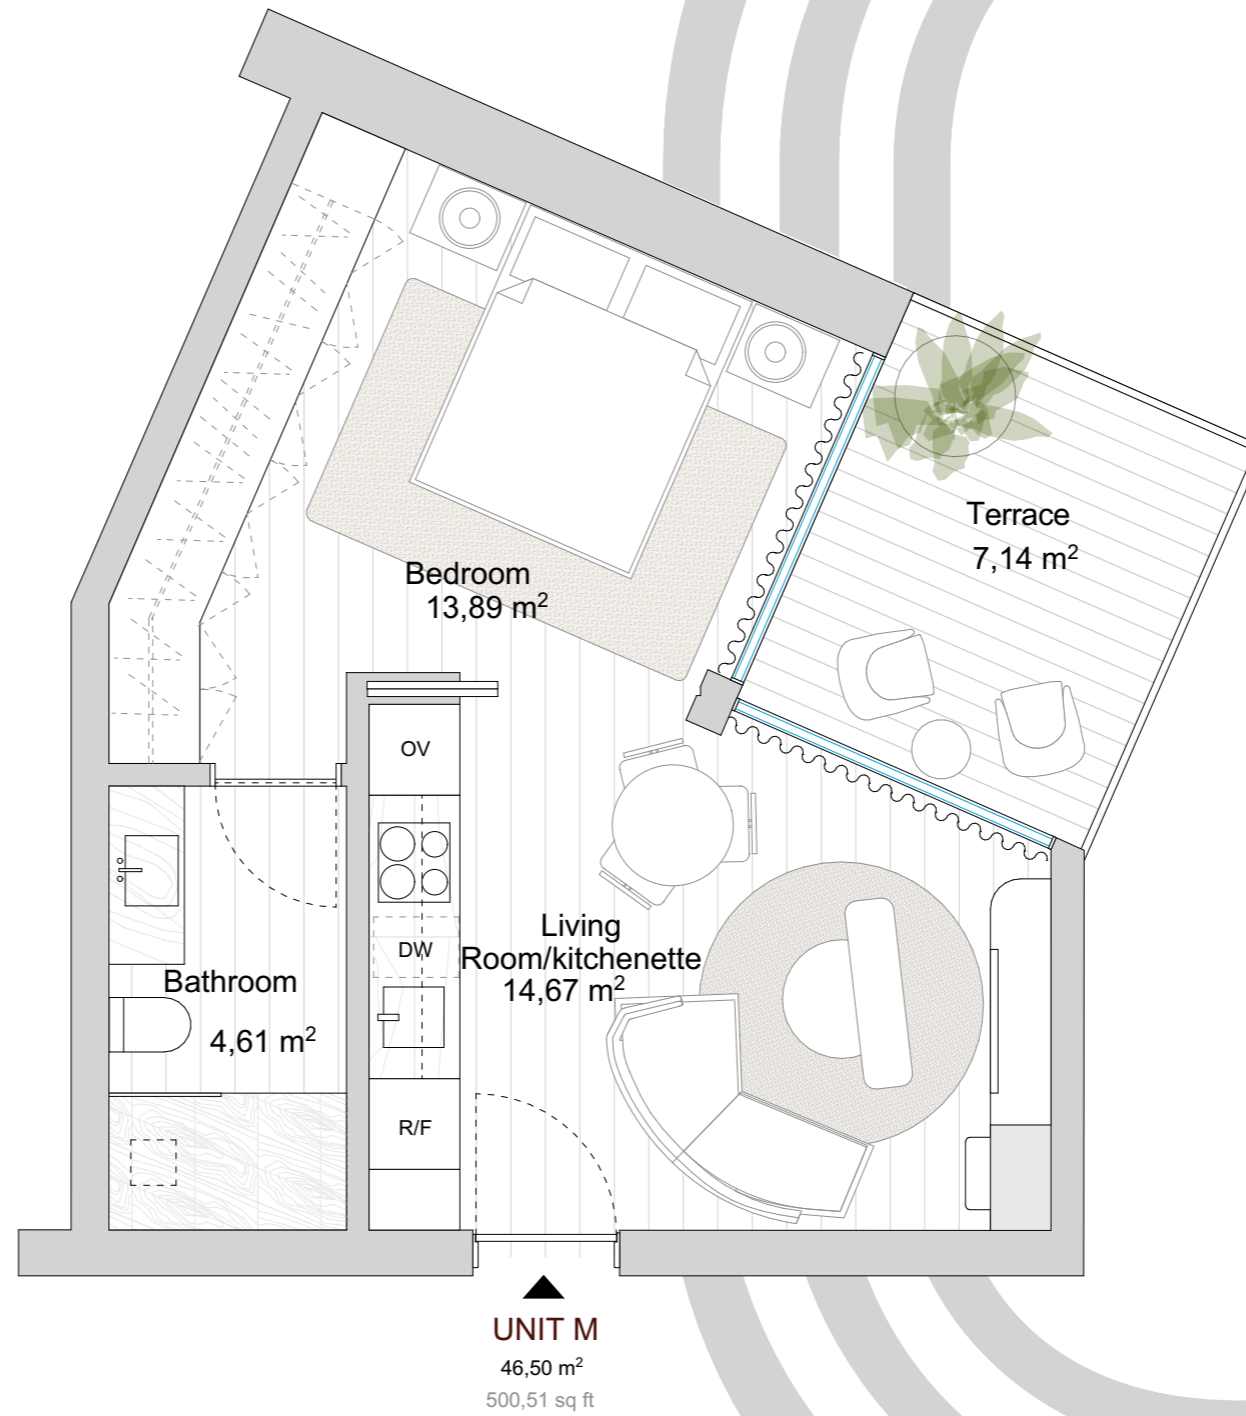 Terrace
7,14 m²
Bedroom
13,89 m²
OV
DW
Living
Room/kitchenette
14,67 m²
Bathroom
4,61 m²
R/F
UNIT M
46,50 m²
500,51 sq ft